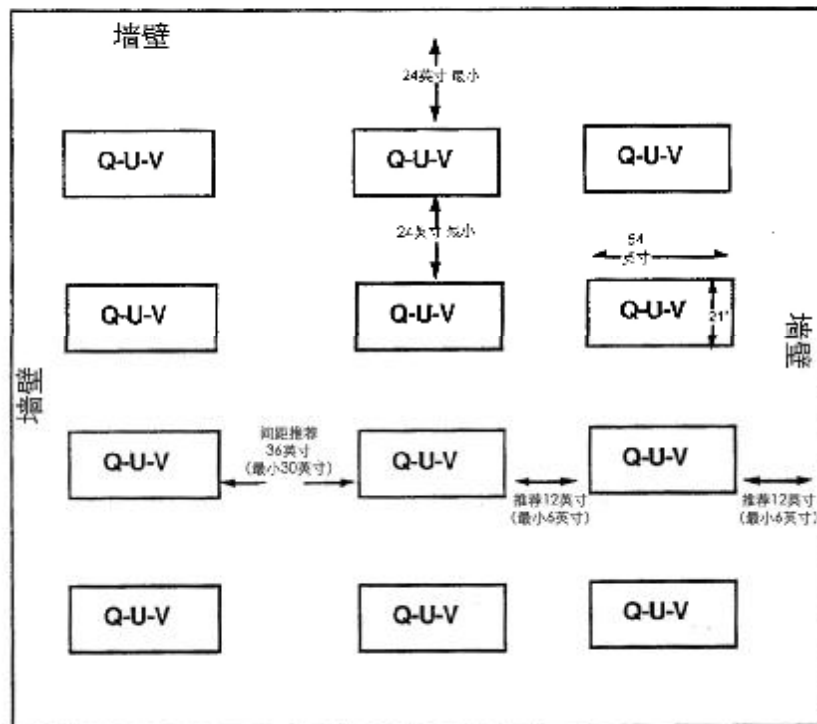 墙壁
24英寸 最小
Q-U-V
Q-U-V
Q-U-V
24英寸 最小
54
英寸
Q-U-V
Q-U-V
Q-U-V
21"
墙壁
墙壁
间距推荐
36英寸
(最小30英寸)
Q-U-V
Q-U-V
Q-U-V
推荐12英寸
(最小6英寸)
推荐12英寸
(最小6英寸)
Q-U-V
Q-U-V
Q-U-V